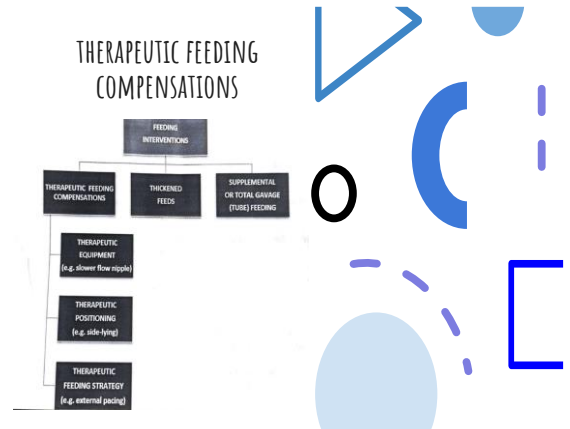 THERAPEUTIC FEEDING
COMPENSATIONS
FEEDING
INTERVENTIONS
THERAPEUTIC FEEDING
COMPENSATIONS
THICKENED
FEEDS
SUPPLEMENTAL
OR TOTAL GAVAGE
(TUBE) FEEDING
THERAPEUTIC
EQUIPMENT
(e.g. slower flow nipple)
THERAPEUTIC
POSITIONING
(e.g. side-lying)
THERAPEUTIC
FEEDING STRATEGY
(e.g. external pacing)